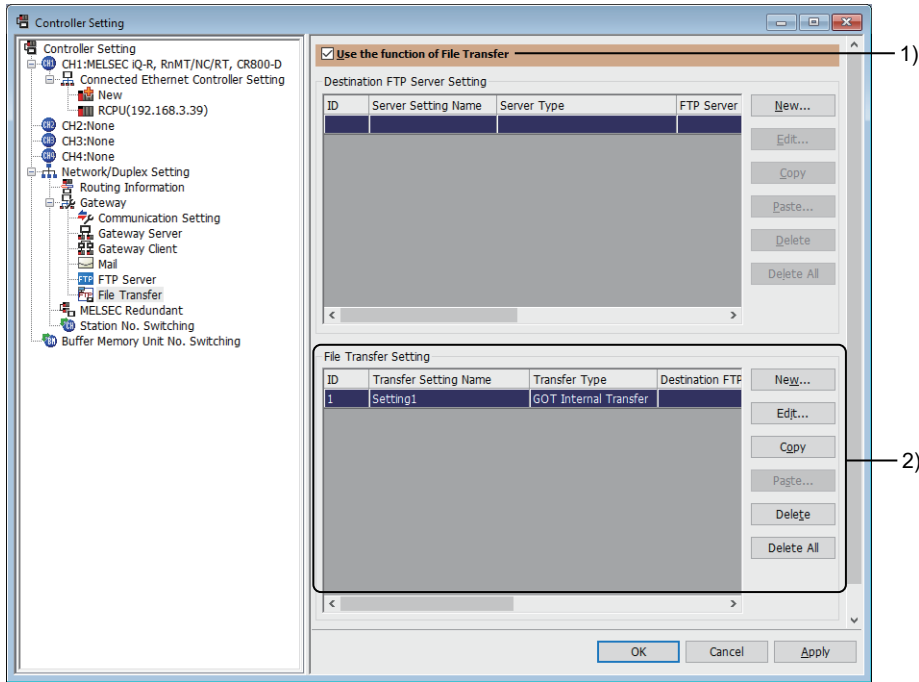 Controller Setting
Controller Setting
CH1:MELSEC iQ-R, RnMT/NC/RT, CR800-D
Connected Ethernet Controller Setting
New
RCPU(192.168.3.39)
CH2:None
CH3:None
CH4:None
Network/Duplex Setting
Routing Information
Gateway
Communication Setting
Gateway Server
Gateway Client
Mail
FTP Server
File Transfer
MELSEC Redundant
Station No. Switching
Buffer Memory Unit No. Switching
Use the function of File Transfer
1)
Destination FTP Server Setting
ID Server Setting Name Server Type FTP Server
New...
Edit...
Copy
Paste...
Delete
Delete All
File Transfer Setting
ID Transfer Setting Name Transfer Type Destination FTP
1 Setting1 GOT Internal Transfer
New...
Edit...
Copy
Paste...
Delete
Delete All
2)
OK Cancel Apply